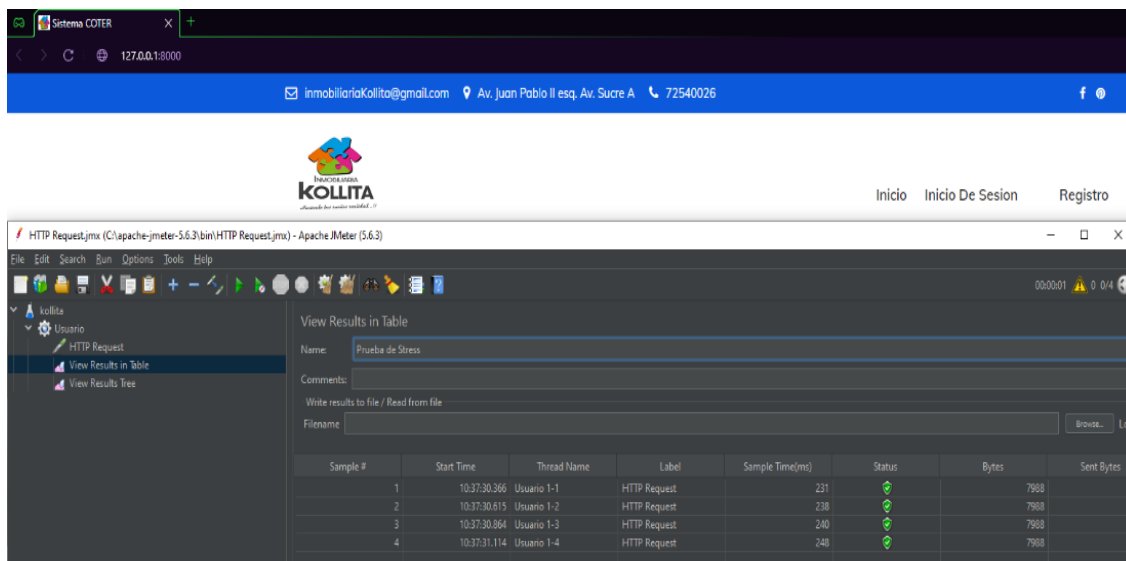 Sistema COTER
127.0.0.1:8000
inmobiliariaKollita@gmail.com Av. Juan Pablo II esq. Av. Sucre A 72540026
INMOBILIARIA
KOLLITA
Inicio Inicio De Sesion Registro
HTTP Request.jmx (C:\apache-jmeter-5.6.3\bin\HTTP Request.jmx) - Apache JMeter (5.6.3)
File Edit Search Run Options Tools Help
00:00:01 0 0/4
kollita
Usuario
HTTP Request
View Results in Table
View Results Tree
View Results in Table
Name: Prueba de Stress
Comments:
Write results to file / Read from file
Filename Browse...
Sample # Start Time Thread Name Label Sample Time(ms) Status Bytes Sent Bytes
1 10:37:30.366 Usuario 1-1 HTTP Request 231 7988
2 10:37:30.615 Usuario 1-2 HTTP Request 238 7988
3 10:37:30.864 Usuario 1-3 HTTP Request 240 7988
4 10:37:31.114 Usuario 1-4 HTTP Request 248 7988